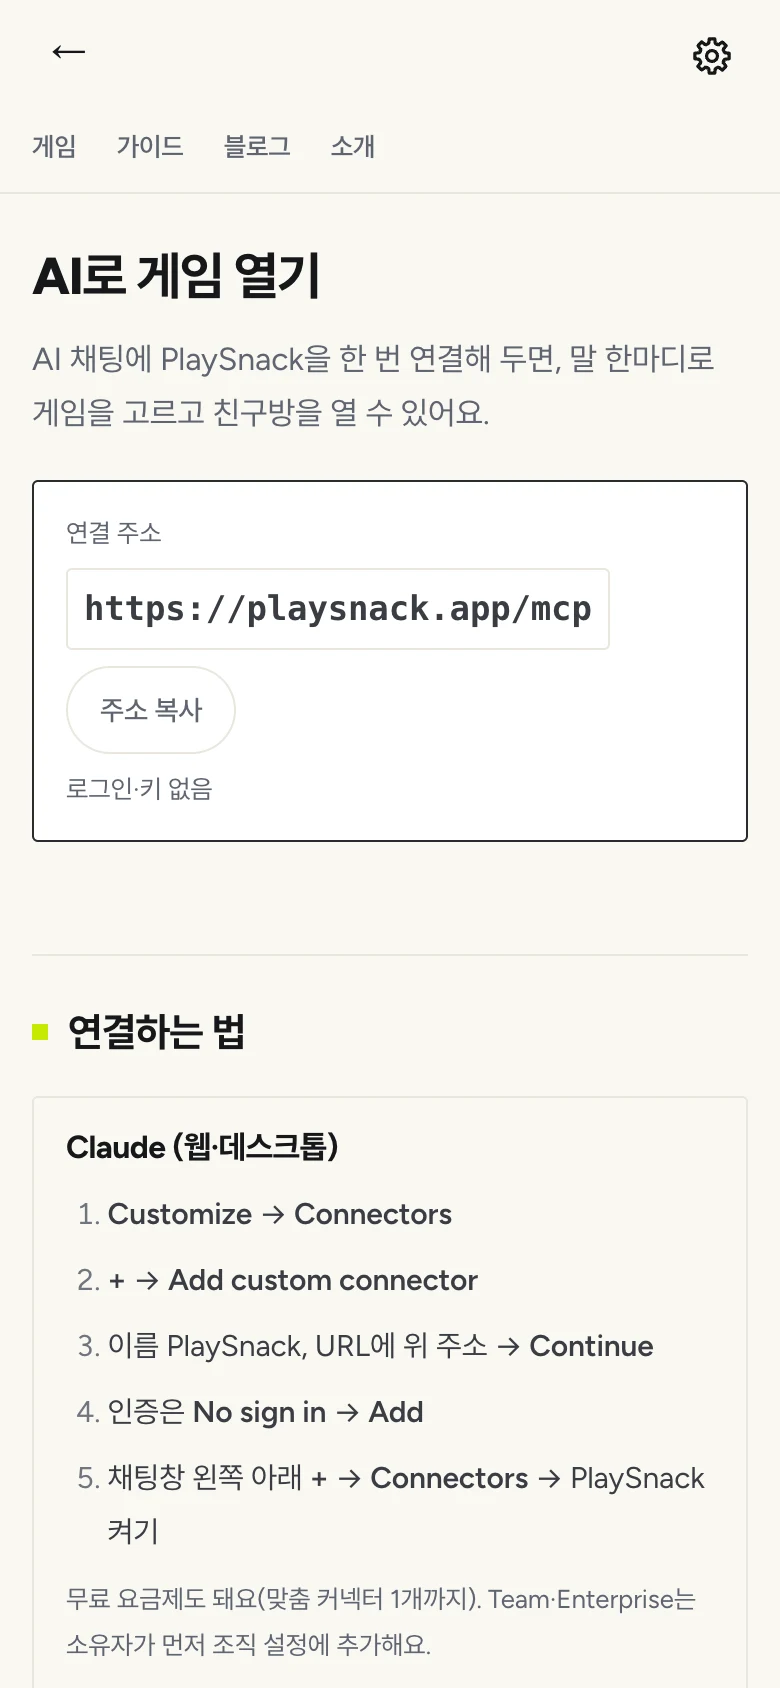 ←
게임 가이드 블로그 소개
AI로 게임 열기
AI 채팅에 PlaySnack을 한 번 연결해 두면, 말 한마디로
게임을 고르고 친구방을 열 수 있어요.
연결 주소
https://playsnack.app/mcp
주소 복사
로그인·키 없음
연결하는 법
Claude (웹·데스크톱)
1. Customize → Connectors
2. + → Add custom connector
3. 이름 PlaySnack, URL에 위 주소 → Continue
4. 인증은 No sign in → Add
5. 채팅창 왼쪽 아래 + → Connectors → PlaySnack
켜기
무료 요금제도 돼요(맞춤 커넥터 1개까지). Team·Enterprise는
소유자가 먼저 조직 설정에 추가해요.